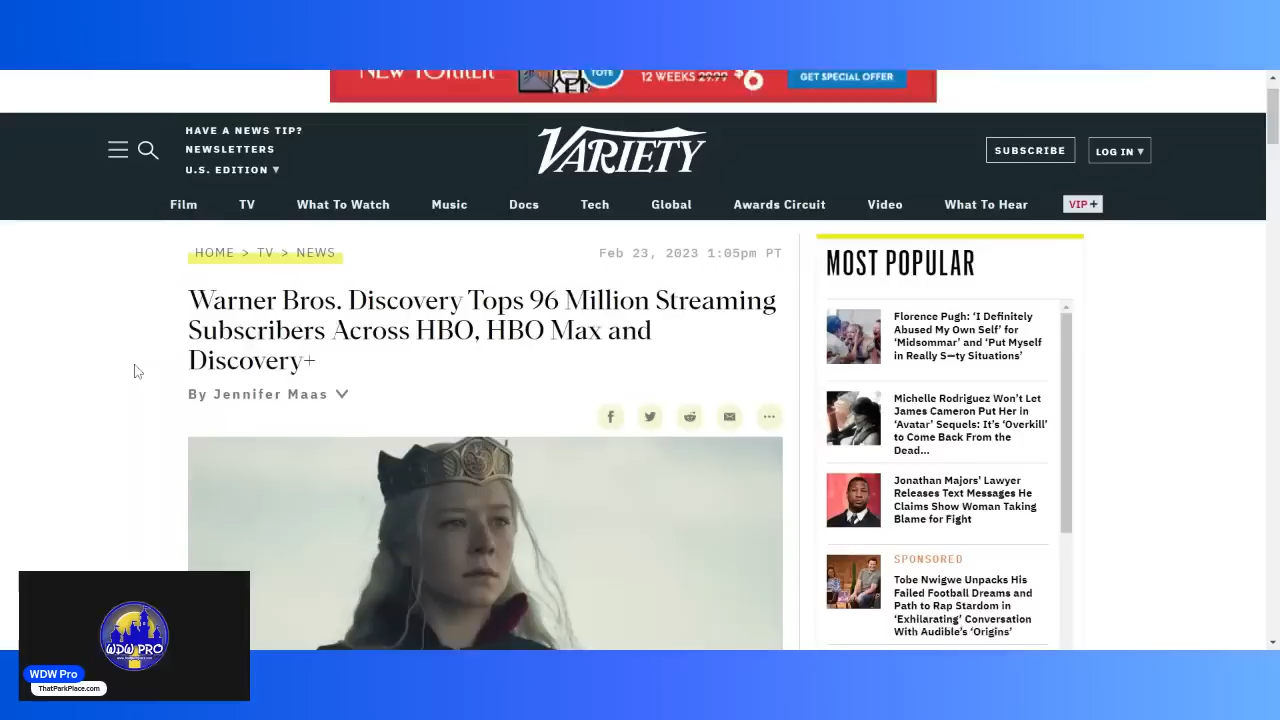 NEW YORKER
TOTE
12 WEEKS 29.99 $6
GET SPECIAL OFFER
HAVE A NEWS TIP?
NEWSLETTERS
U.S. EDITION ▾
VARIETY
SUBSCRIBE
LOG IN ▾
Film TV What To Watch Music Docs Tech Global Awards Circuit Video What To Hear VIP+
HOME > TV > NEWS
Feb 23, 2023 1:05pm PT
Warner Bros. Discovery Tops 96 Million Streaming
Subscribers Across HBO, HBO Max and
Discovery+
By Jennifer Maas
MOST POPULAR
Florence Pugh: ‘I Definitely
Abused My Own Self’ for
‘Midsommar’ and ‘Put Myself
in Really S—ty Situations’
Michelle Rodriguez Won’t Let
James Cameron Put Her in
‘Avatar’ Sequels: It’s ‘Overkill’
to Come Back From the
Dead…
Jonathan Majors’ Lawyer
Releases Text Messages He
Claims Show Woman Taking
Blame for Fight
SPONSORED
Tobe Nwigwe Unpacks His
Failed Football Dreams and
Path to Rap Stardom in
‘Exhilarating’ Conversation
With Audible’s ‘Origins’
WDW PRO
WDW Pro
ThatParkPlace.com